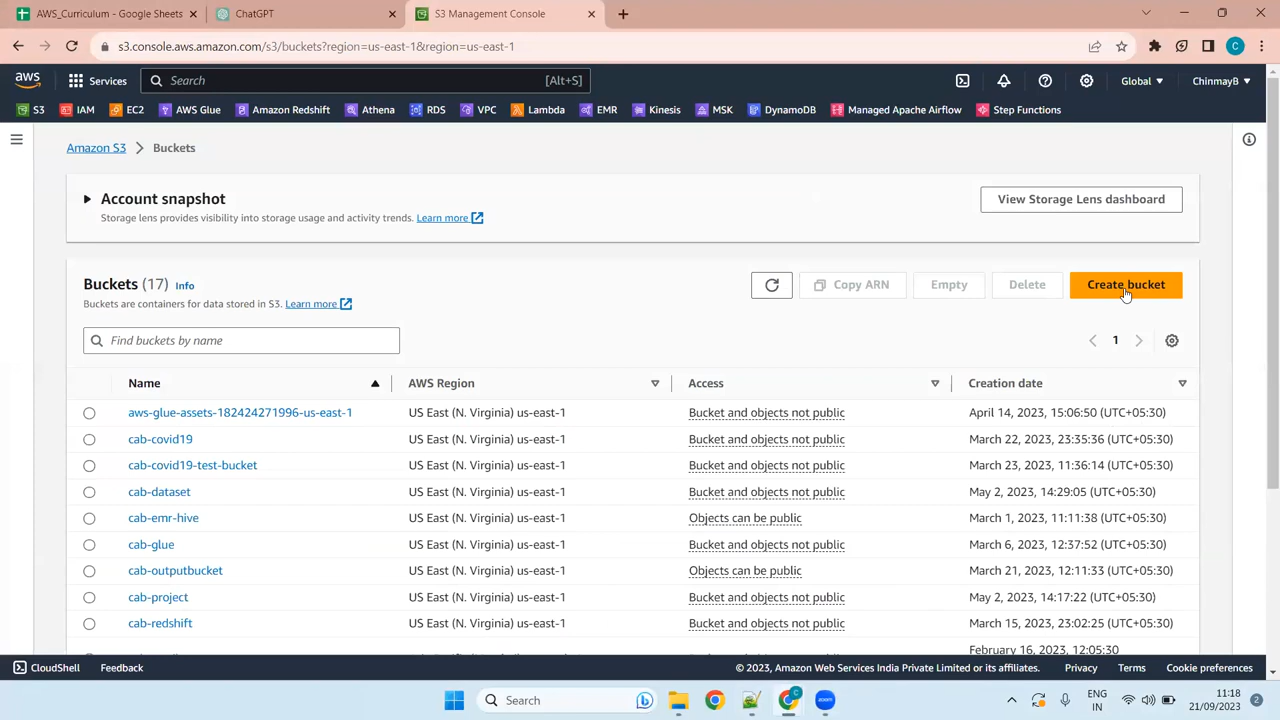 AWS_Curriculum - Google Sheets
ChatGPT
S3 Management Console
s3.console.aws.amazon.com/s3/buckets?region=us-east-1&region=us-east-1
C
aws Services Search [Alt+S] Global ChinmayB
S3 IAM EC2 AWS Glue Amazon Redshift Athena RDS VPC Lambda EMR Kinesis MSK DynamoDB Managed Apache Airflow Step Functions
Amazon S3 > Buckets
Account snapshot
Storage lens provides visibility into storage usage and activity trends. Learn more
View Storage Lens dashboard
Buckets (17) Info
Buckets are containers for data stored in S3. Learn more
Copy ARN Empty Delete Create bucket
Find buckets by name
1
Name AWS Region Access Creation date
aws-glue-assets-182424271996-us-east-1 US East (N. Virginia) us-east-1 Bucket and objects not public April 14, 2023, 15:06:50 (UTC+05:30)
cab-covid19 US East (N. Virginia) us-east-1 Bucket and objects not public March 22, 2023, 23:35:36 (UTC+05:30)
cab-covid19-test-bucket US East (N. Virginia) us-east-1 Bucket and objects not public March 23, 2023, 11:36:14 (UTC+05:30)
cab-dataset US East (N. Virginia) us-east-1 Bucket and objects not public May 2, 2023, 14:29:05 (UTC+05:30)
cab-emr-hive US East (N. Virginia) us-east-1 Objects can be public March 1, 2023, 11:11:38 (UTC+05:30)
cab-glue US East (N. Virginia) us-east-1 Bucket and objects not public March 6, 2023, 12:37:52 (UTC+05:30)
cab-outputbucket US East (N. Virginia) us-east-1 Objects can be public March 21, 2023, 12:11:33 (UTC+05:30)
cab-project US East (N. Virginia) us-east-1 Bucket and objects not public May 2, 2023, 14:17:22 (UTC+05:30)
cab-redshift US East (N. Virginia) us-east-1 Bucket and objects not public March 15, 2023, 23:02:25 (UTC+05:30)
February 16, 2023, 12:05:30
CloudShell Feedback © 2023, Amazon Web Services India Private Limited or its affiliates. Privacy Terms Cookie preferences
Search
ENG
IN
11:18
21/09/2023
2